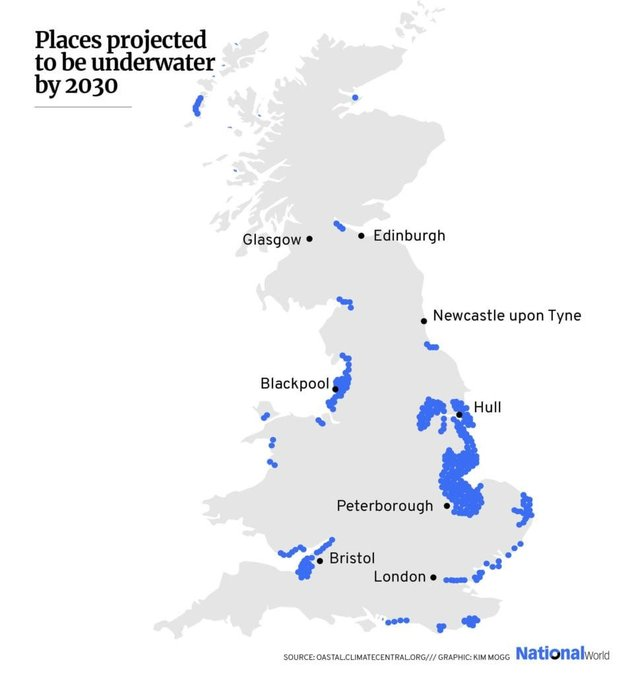 Places projected
to be underwater
by 2030
Glasgow
Edinburgh
Newcastle upon Tyne
Blackpool
Hull
Peterborough
Bristol
London
SOURCE: OASTAL.CLIMATECENTRAL.ORG/// GRAPHIC: KIM MOGG
NationalWorld